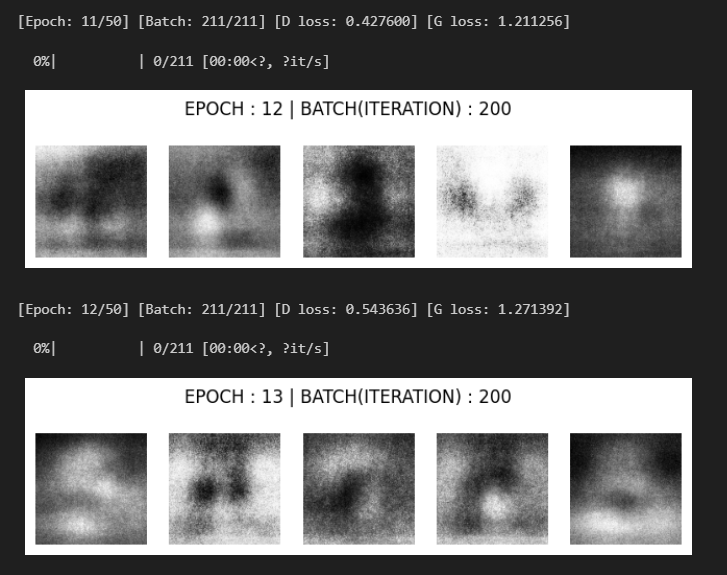 [Epoch: 11/50] [Batch: 211/211] [D loss: 0.427600] [G loss: 1.211256]
0%| | 0/211 [00:00<?, ?it/s]
EPOCH : 12 | BATCH(ITERATION) : 200
[Epoch: 12/50] [Batch: 211/211] [D loss: 0.543636] [G loss: 1.271392]
0%| | 0/211 [00:00<?, ?it/s]
EPOCH : 13 | BATCH(ITERATION) : 200